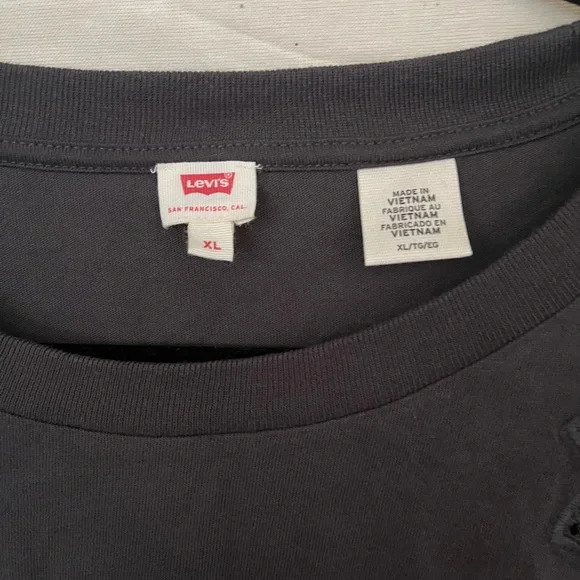 Levi's®
SAN FRANCISCO, CAL.
XL
MADE IN
VIETNAM
FABRIQUE AU
VIETNAM
FABRICADO EN
VIETNAM
XL/TG/EG